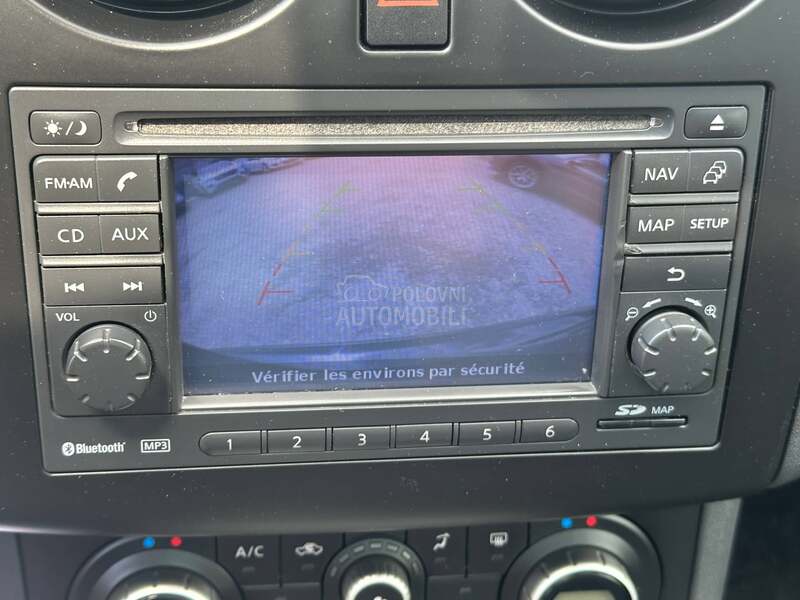 FM·AM
CD
AUX
VOL
NAV
MAP
SETUP
POLOVNI
AUTOMOBILI
Vérifier les environs par sécurité
Bluetooth
MP3
1
2
3
4
5
6
SD
MAP
A/C